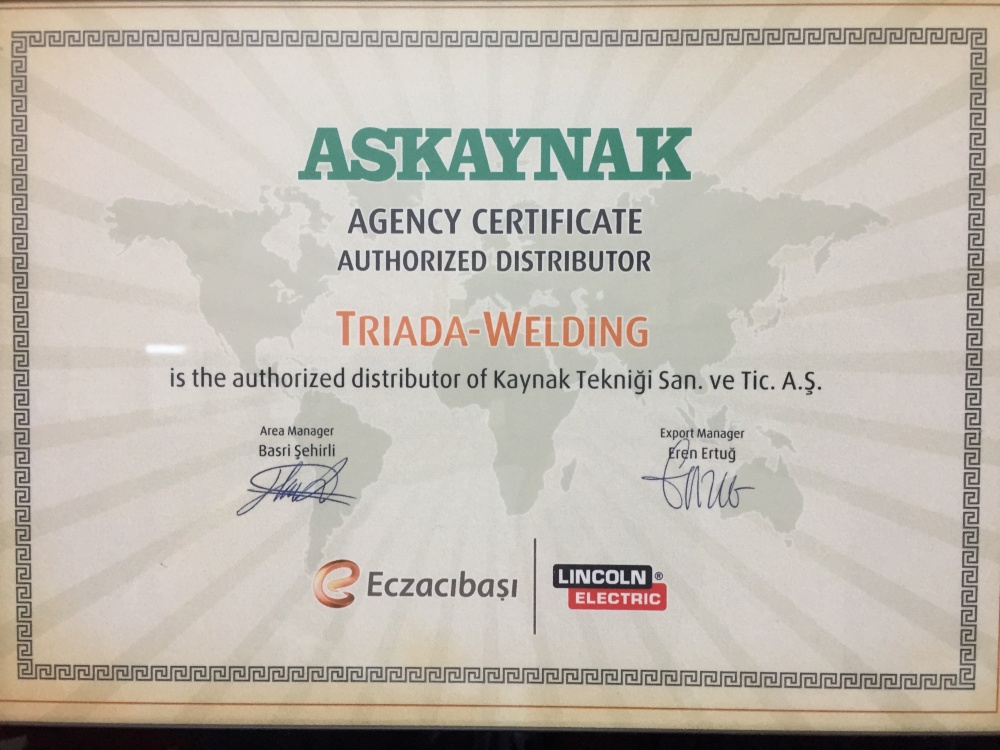 ASKAYNAK
AGENCY CERTIFICATE
AUTHORIZED DISTRIBUTOR
TRIADA-WELDING
is the authorized distributor of Kaynak Tekniği San. ve Tic. A.Ş.
Area Manager
Basri Şehirli
Export Manager
Eren Ertuğ
Eczacıbaşı
LINCOLN ®
ELECTRIC